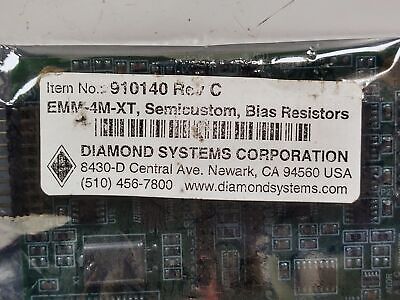 Item No.: 910140 Rev C
EMM-4M-XT, Semicustom, Bias Resistors
DIAMOND SYSTEMS CORPORATION
8430-D Central Ave. Newark, CA 94560 USA
(510) 456-7800 www.diamondsystems.com